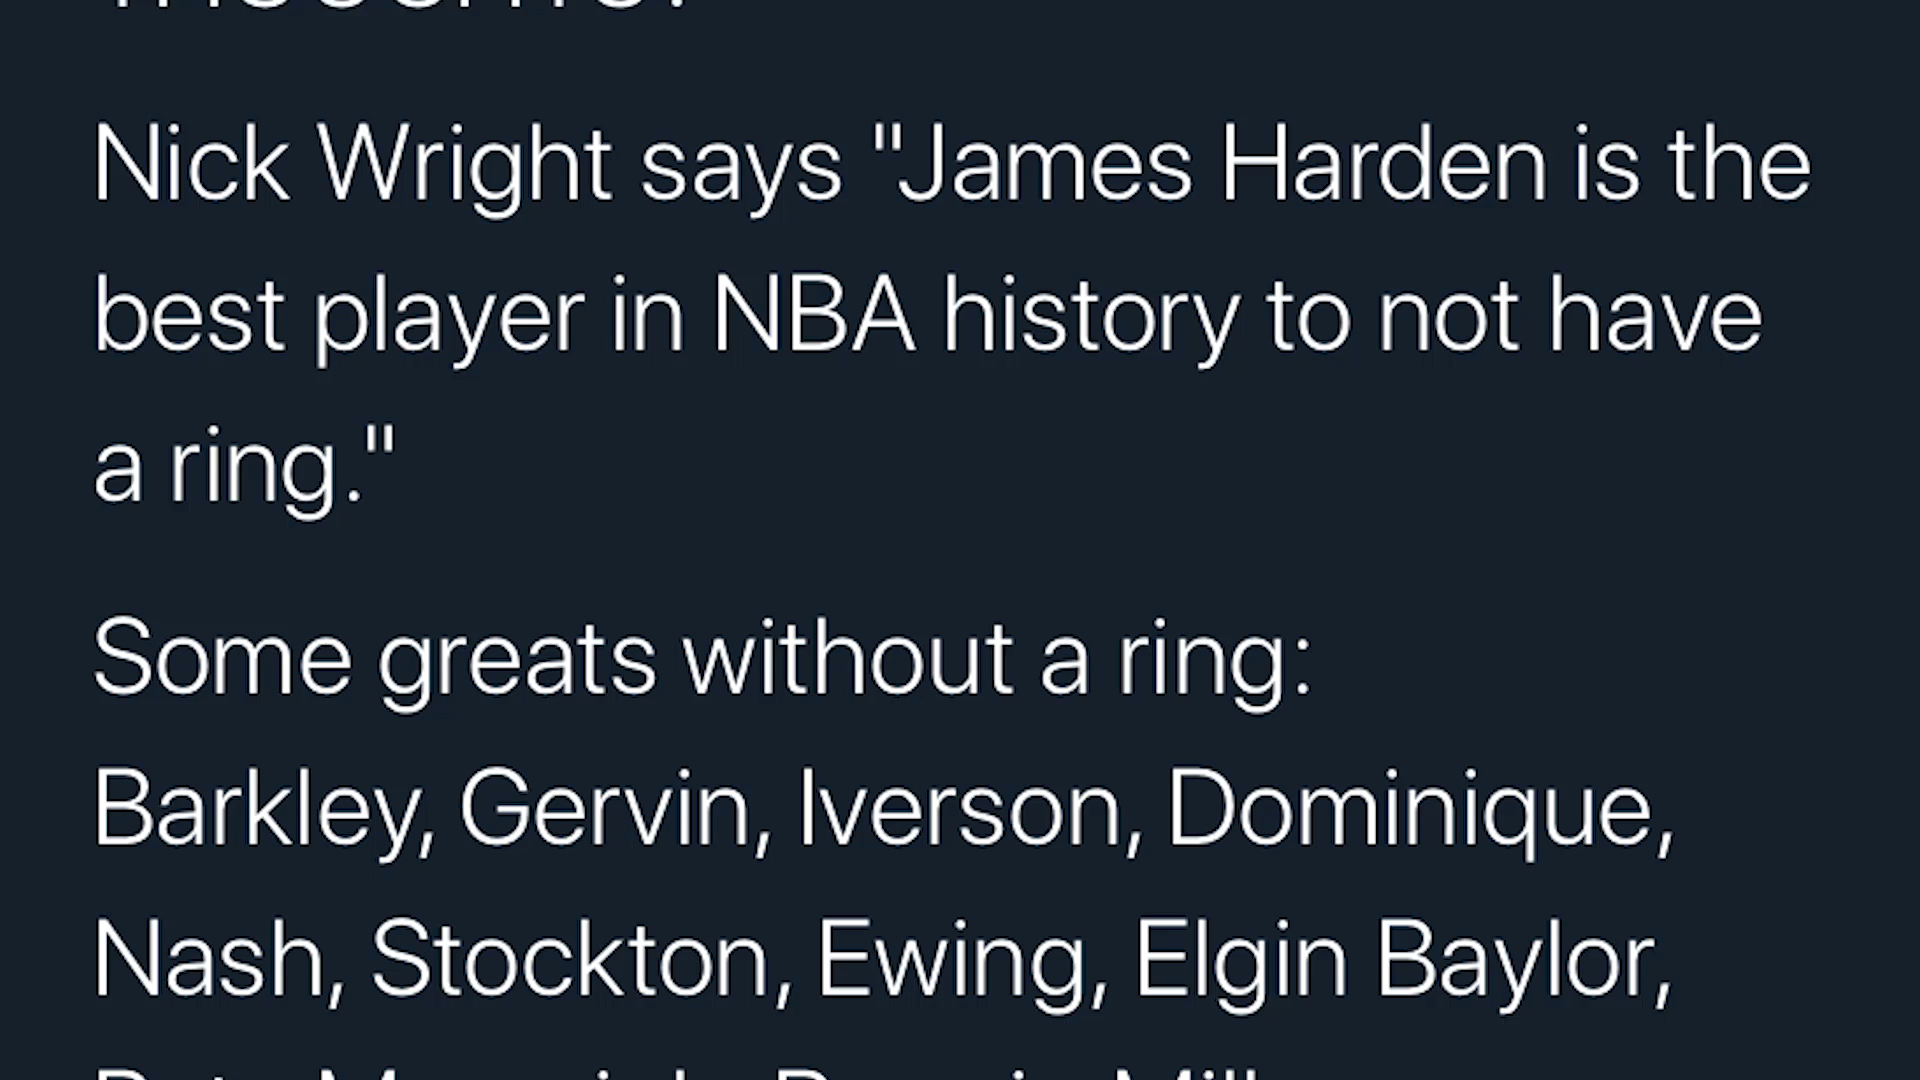 Nick Wright says "James Harden is the
best player in NBA history to not have
a ring."
Some greats without a ring:
Barkley, Gervin, Iverson, Dominique,
Nash, Stockton, Ewing, Elgin Baylor,